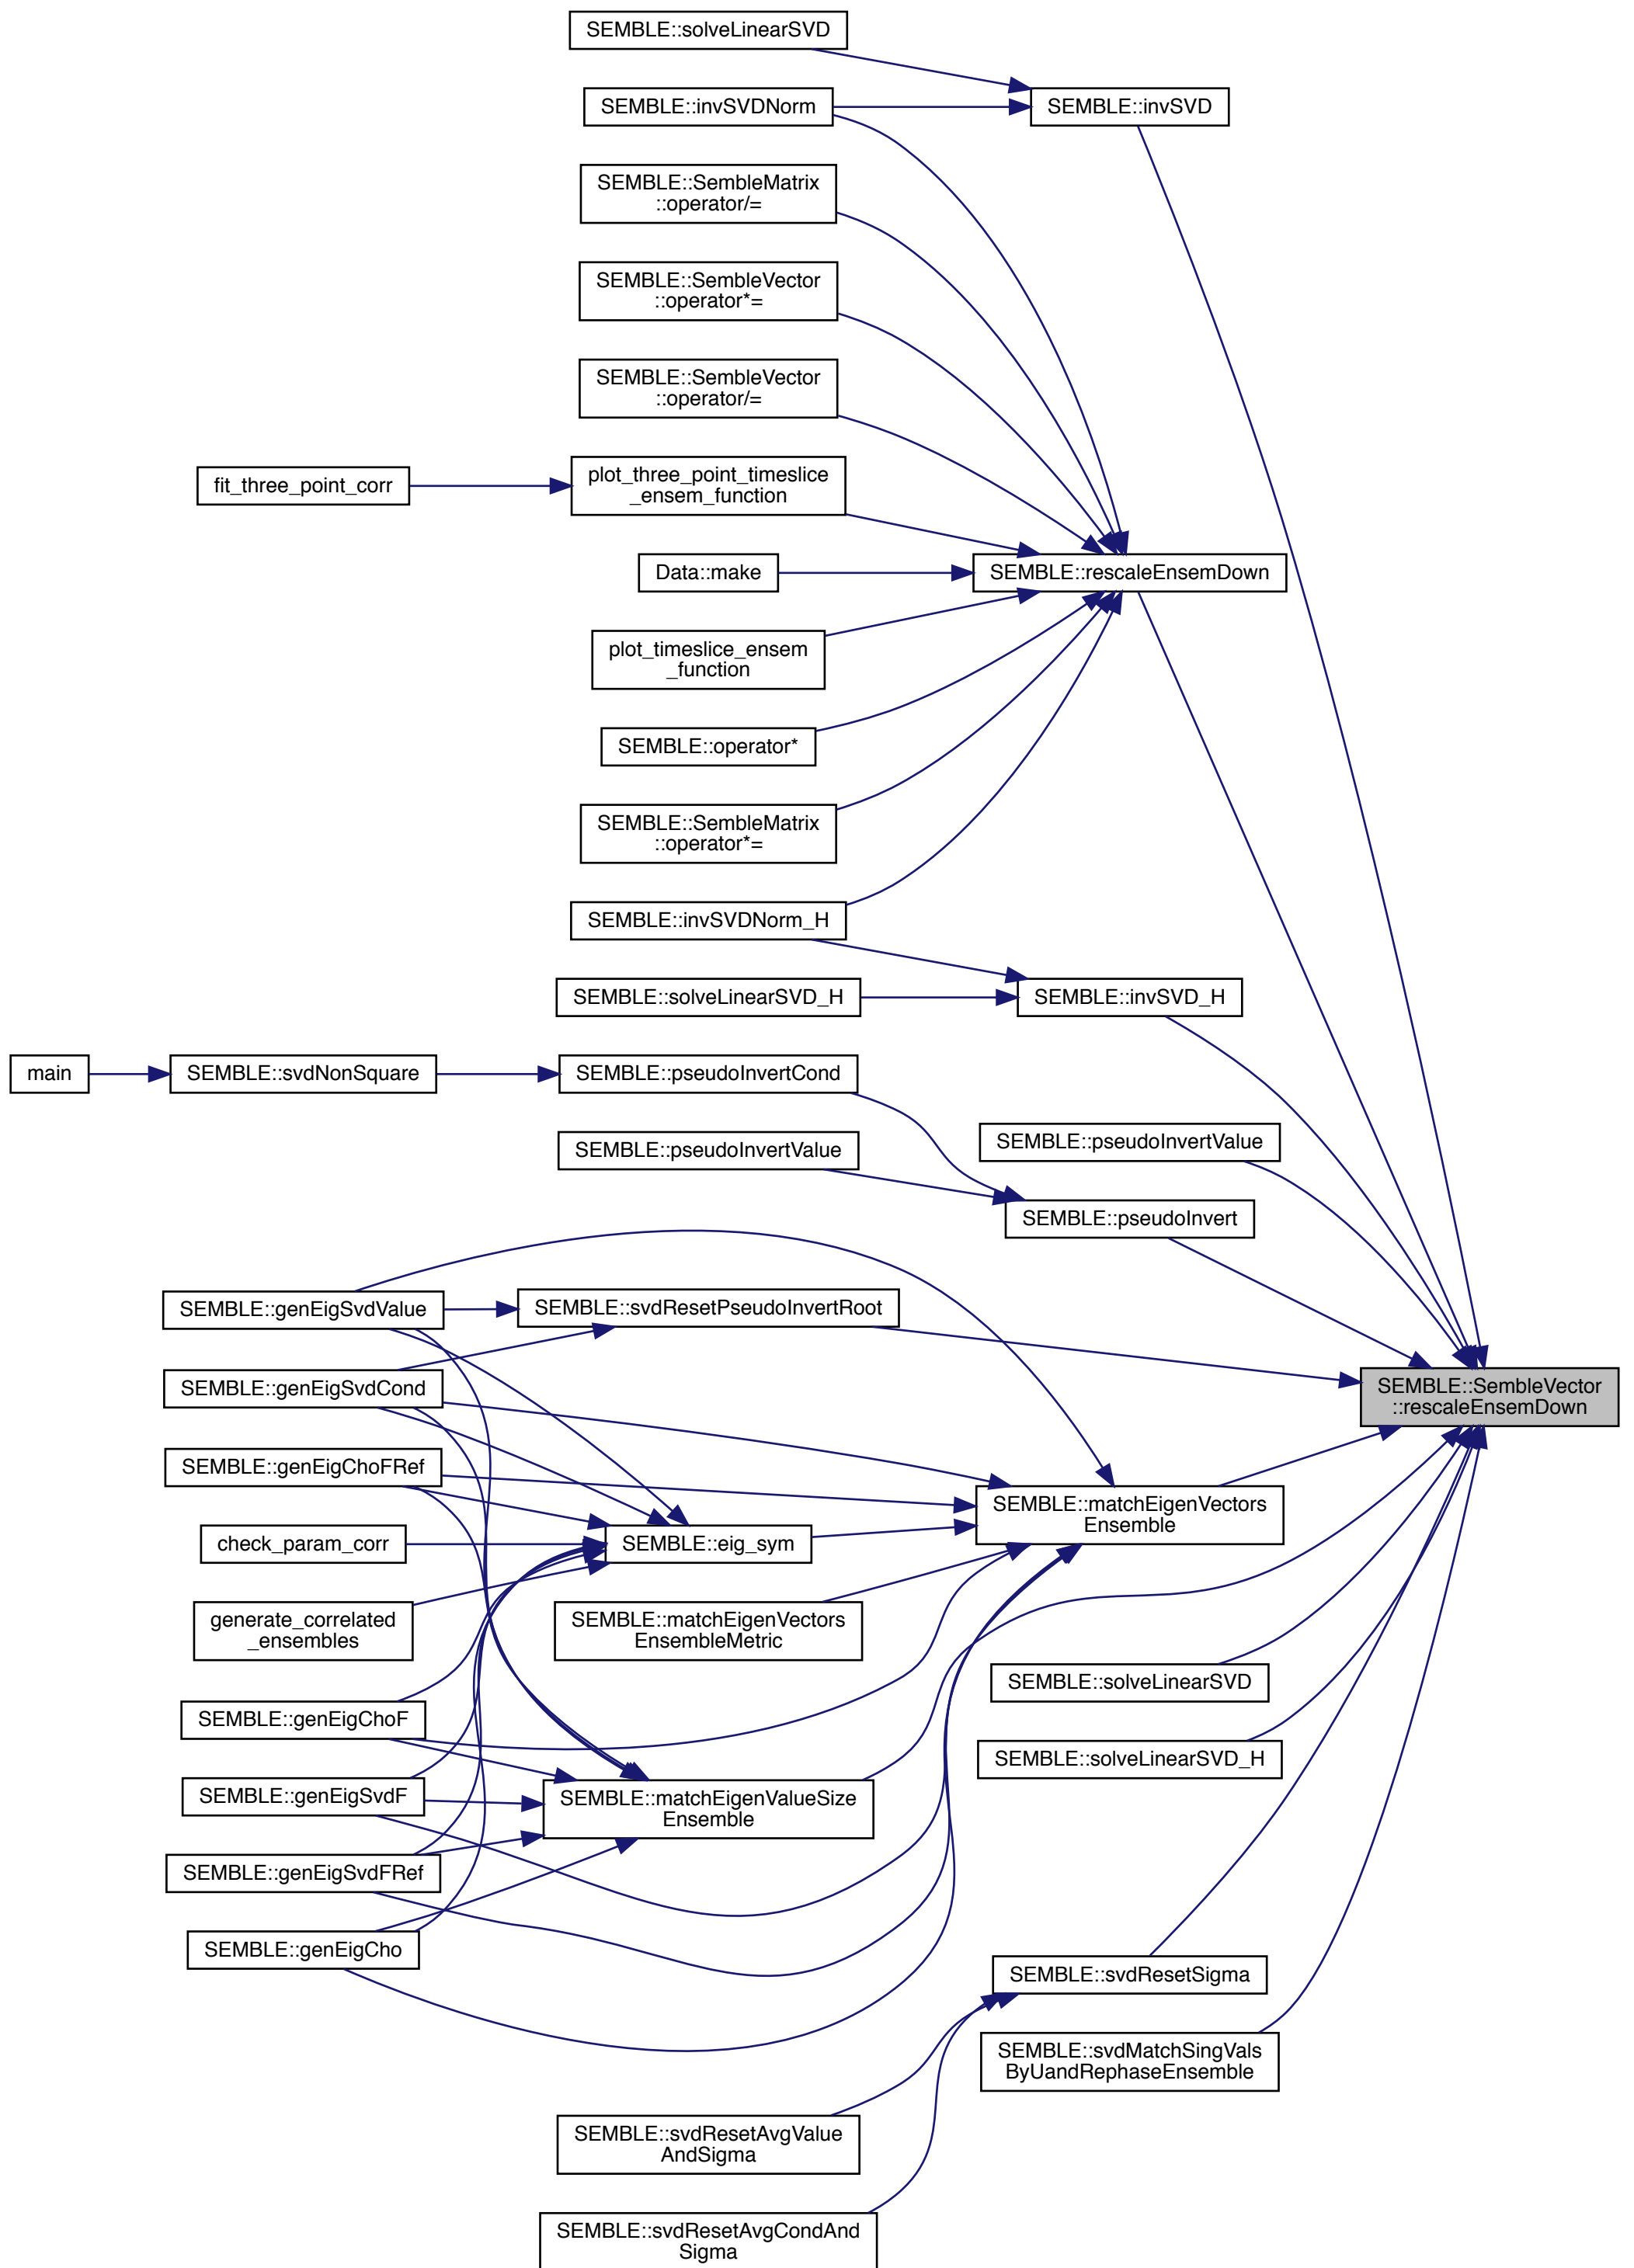 SEMBLE::solveLinearSVD
SEMBLE::invSVDNorm
SEMBLE::invSVD
SEMBLE::SembleMatrix
::operator/=
SEMBLE::SembleVector
::operator*=
SEMBLE::SembleVector
::operator/=
fit_three_point_corr
plot_three_point_timeslice
_ensem_function
Data::make
SEMBLE::rescaleEnsemDown
plot_timeslice_ensem
_function
SEMBLE::operator*
SEMBLE::SembleMatrix
::operator*=
SEMBLE::invSVDNorm_H
SEMBLE::solveLinearSVD_H
SEMBLE::invSVD_H
main
SEMBLE::svdNonSquare
SEMBLE::pseudoInvertCond
SEMBLE::pseudoInvertValue
SEMBLE::pseudoInvertValue
SEMBLE::pseudoInvert
SEMBLE::genEigSvdValue
SEMBLE::svdResetPseudoInvertRoot
SEMBLE::genEigSvdCond
SEMBLE::SembleVector
::rescaleEnsemDown
SEMBLE::genEigChoFRef
SEMBLE::matchEigenVectors
Ensemble
check_param_corr
SEMBLE::eig_sym
generate_correlated
_ensembles
SEMBLE::matchEigenVectors
EnsembleMetric
SEMBLE::solveLinearSVD
SEMBLE::genEigChoF
SEMBLE::solveLinearSVD_H
SEMBLE::genEigSvdF
SEMBLE::matchEigenValueSize
Ensemble
SEMBLE::genEigSvdFRef
SEMBLE::genEigCho
SEMBLE::svdResetSigma
SEMBLE::svdMatchSingVals
ByUandRephaseEnsemble
SEMBLE::svdResetAvgValue
AndSigma
SEMBLE::svdResetAvgCondAnd
Sigma